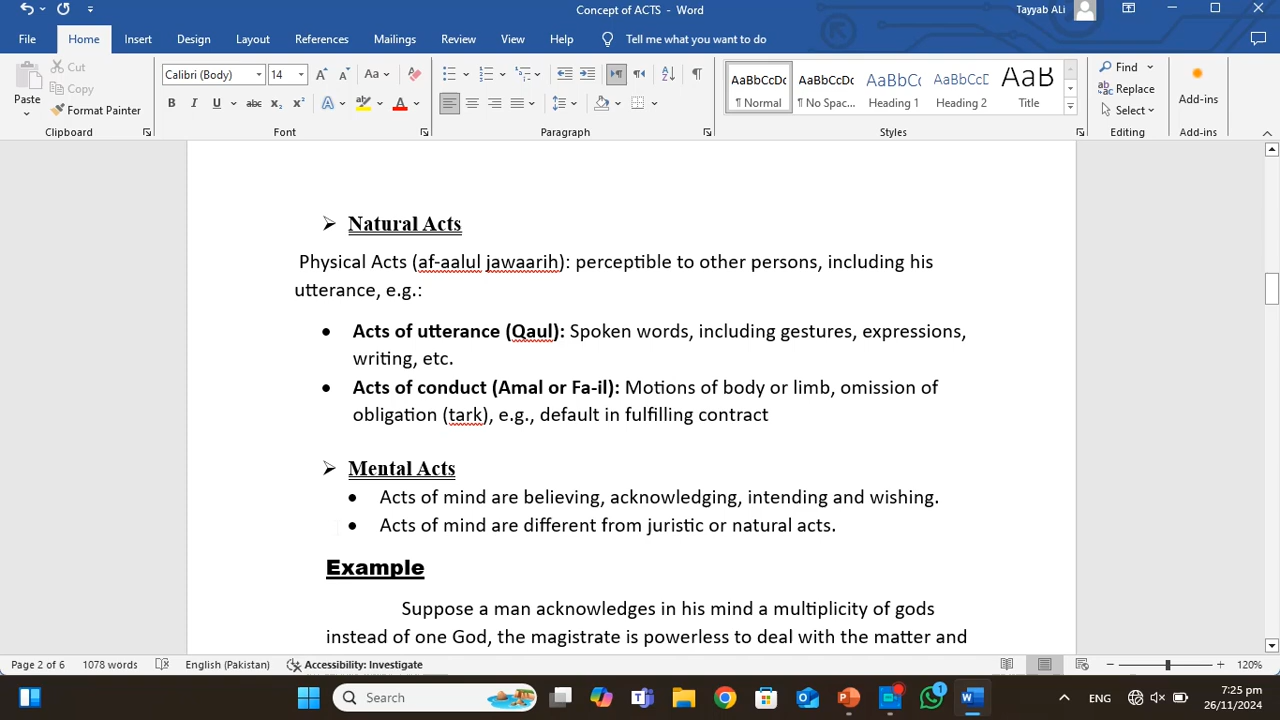 Concept of ACTS - Word
Tayyab ALi
File Home Insert Design Layout References Mailings Review View Help Tell me what you want to do
Paste
Cut
Copy
Format Painter
Clipboard
Calibri (Body) 14
Font
Paragraph
AaBbCcDc AaBbCcDc AaBbCc AaBbCcD AaB
¶ Normal ¶ No Spac... Heading 1 Heading 2 Title
Styles
Find
Replace
Select
Editing
Add-ins
Add-ins
Natural Acts
Physical Acts (af-aalul jawaarih): perceptible to other persons, including his
utterance, e.g.:
Acts of utterance (Qaul): Spoken words, including gestures, expressions,
writing, etc.
Acts of conduct (Amal or Fa-il): Motions of body or limb, omission of
obligation (tark), e.g., default in fulfilling contract
Mental Acts
Acts of mind are believing, acknowledging, intending and wishing.
Acts of mind are different from juristic or natural acts.
Example
Suppose a man acknowledges in his mind a multiplicity of gods
instead of one God, the magistrate is powerless to deal with the matter and
Page 2 of 6 1078 words English (Pakistan) Accessibility: Investigate 120%
Search
ENG
7:25 pm
26/11/2024